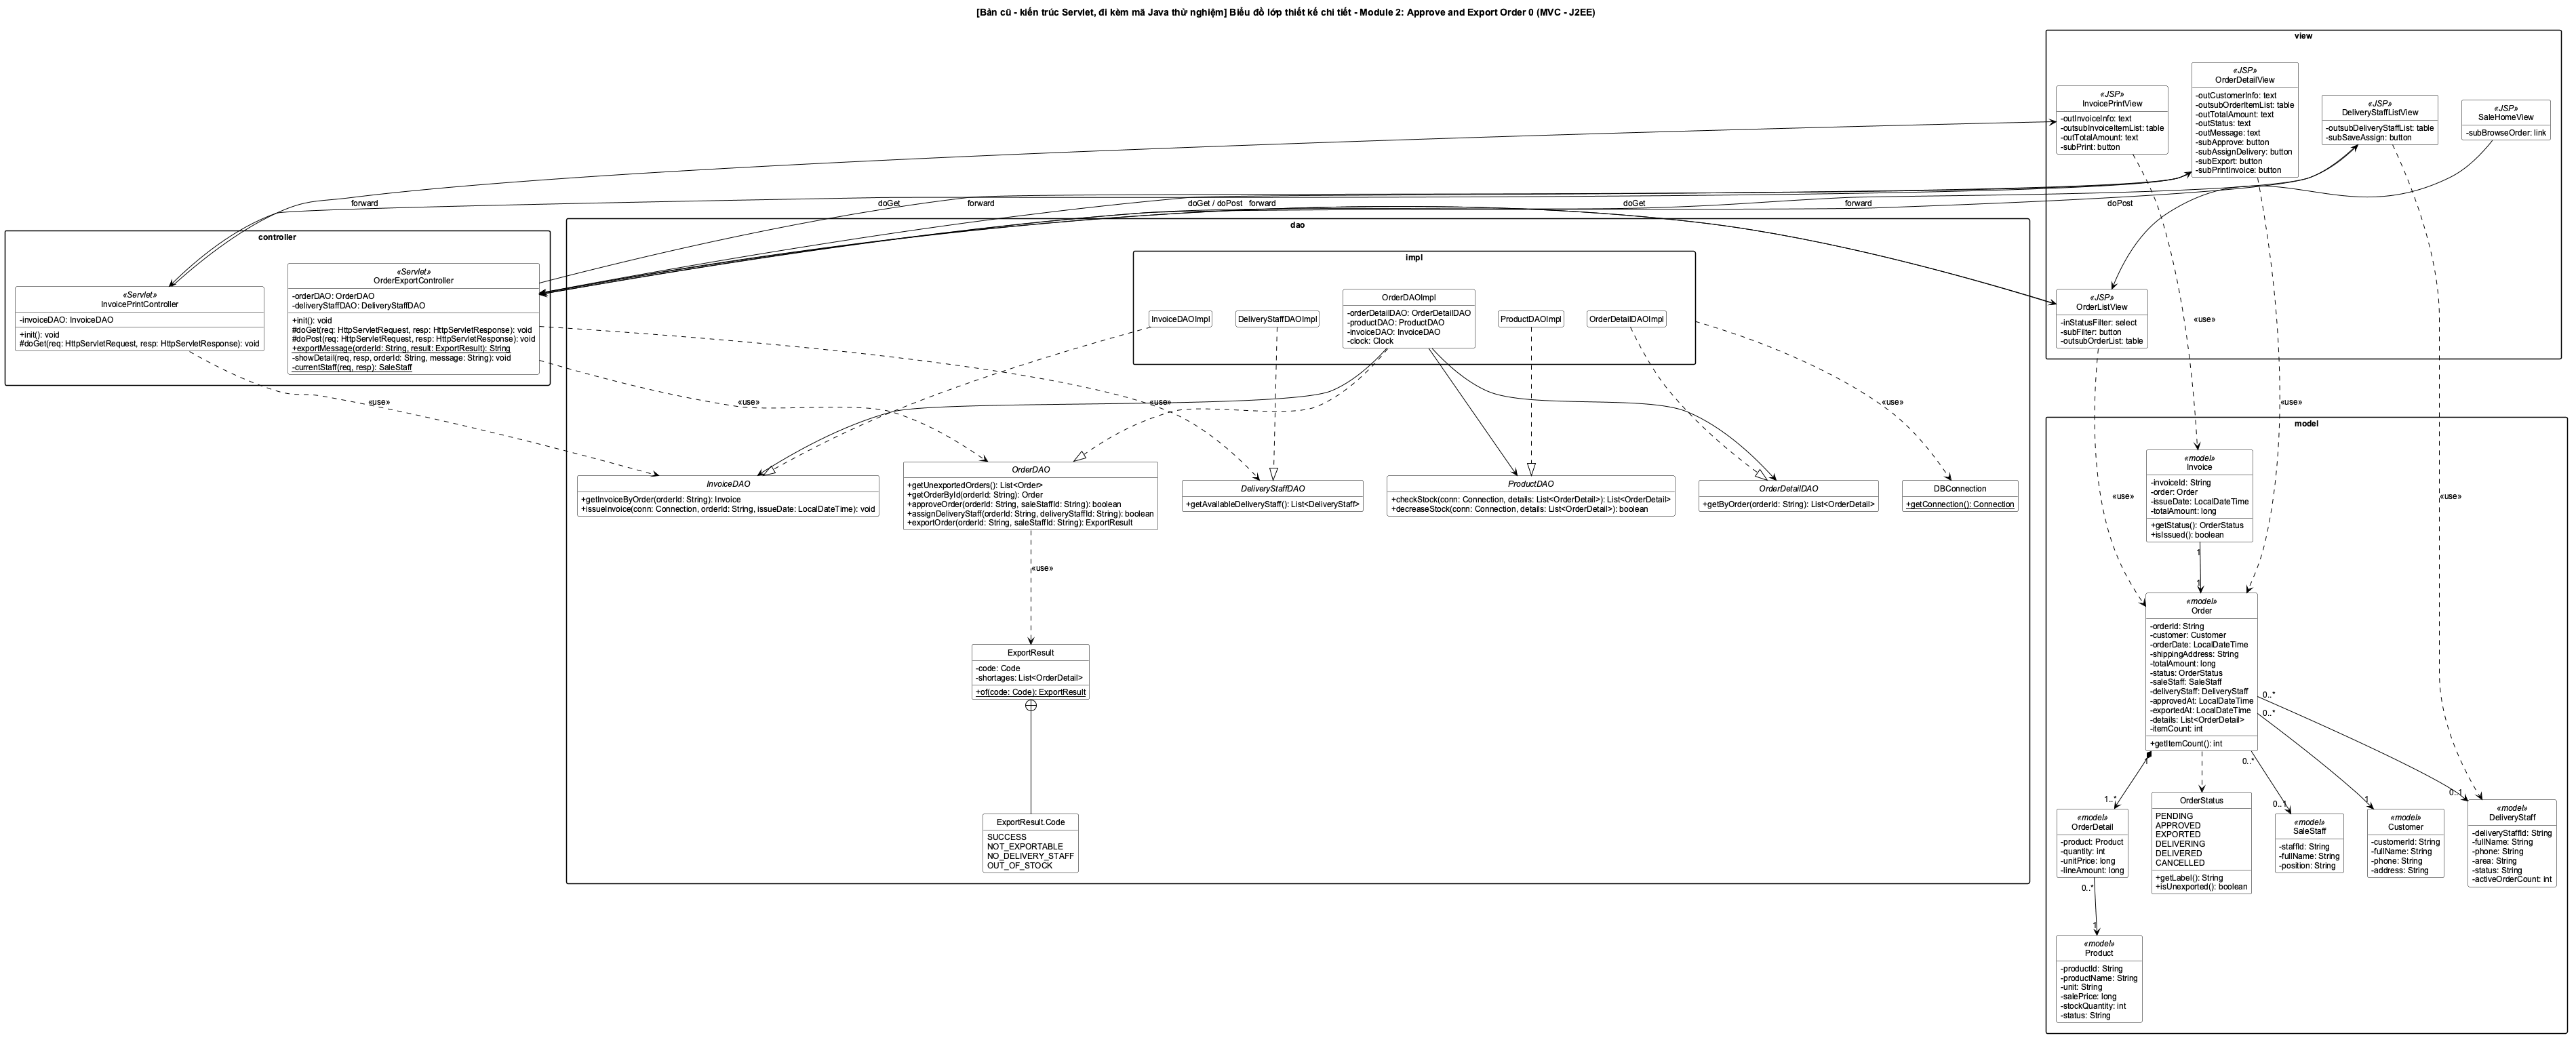 [Bản cũ - kiến trúc Servlet, đi kèm mã Java thử nghiệm] Biểu đồ lớp thiết kế chi tiết - Module 2: Approve and Export Order 0 (MVC - J2EE)
view
«JSP»
InvoicePrintView
-outInvoiceInfo: text
-outsubInvoiceItemList: table
-outTotalAmount: text
-subPrint: button
«JSP»
OrderDetailView
-outCustomerInfo: text
-outsubOrderItemList: table
-outTotalAmount: text
-outStatus: text
-outMessage: text
-subApprove: button
-subAssignDelivery: button
-subExport: button
-subPrintInvoice: button
«JSP»
DeliveryStaffListView
-outsubDeliveryStaffList: table
-subSaveAssign: button
«JSP»
SaleHomeView
-subBrowseOrder: link
«JSP»
OrderListView
-inStatusFilter: select
-subFilter: button
-outsubOrderList: table
forward
doGet
forward
doGet / doPost
forward
doGet
forward
doPost
controller
«Servlet»
InvoicePrintController
-invoiceDAO: InvoiceDAO
+init(): void
#doGet(req: HttpServletRequest, resp: HttpServletResponse): void
«Servlet»
OrderExportController
-orderDAO: OrderDAO
-deliveryStaffDAO: DeliveryStaffDAO
+init(): void
#doGet(req: HttpServletRequest, resp: HttpServletResponse): void
#doPost(req: HttpServletRequest, resp: HttpServletResponse): void
+exportMessage(orderId: String, result: ExportResult): String
-showDetail(req, resp, orderId: String, message: String): void
-currentStaff(req, resp): SaleStaff
dao
impl
InvoiceDAOImpl
DeliveryStaffDAOImpl
OrderDAOImpl
-orderDetailDAO: OrderDetailDAO
-productDAO: ProductDAO
-invoiceDAO: InvoiceDAO
-clock: Clock
ProductDAOImpl
OrderDetailDAOImpl
«use»
«use»
«use»
«use»
InvoiceDAO
+getInvoiceByOrder(orderId: String): Invoice
+issueInvoice(conn: Connection, orderId: String, issueDate: LocalDateTime): void
OrderDAO
+getUnexportedOrders(): List<Order>
+getOrderById(orderId: String): Order
+approveOrder(orderId: String, saleStaffId: String): boolean
+assignDeliveryStaff(orderId: String, deliveryStaffId: String): boolean
+exportOrder(orderId: String, saleStaffId: String): ExportResult
DeliveryStaffDAO
+getAvailableDeliveryStaff(): List<DeliveryStaff>
ProductDAO
+checkStock(conn: Connection, details: List<OrderDetail>): List<OrderDetail>
+decreaseStock(conn: Connection, details: List<OrderDetail>): boolean
OrderDetailDAO
+getByOrder(orderId: String): List<OrderDetail>
DBConnection
+getConnection(): Connection
«use»
ExportResult
-code: Code
-shortages: List<OrderDetail>
+of(code: Code): ExportResult
ExportResult.Code
SUCCESS
NOT_EXPORTABLE
NO_DELIVERY_STAFF
OUT_OF_STOCK
«use»
«use»
«use»
«use»
model
«model»
Invoice
-invoiceId: String
-order: Order
-issueDate: LocalDateTime
-totalAmount: long
+getStatus(): OrderStatus
+isIssued(): boolean
1
1
«model»
Order
-orderId: String
-customer: Customer
-orderDate: LocalDateTime
-shippingAddress: String
-totalAmount: long
-status: OrderStatus
-saleStaff: SaleStaff
-deliveryStaff: DeliveryStaff
-approvedAt: LocalDateTime
-exportedAt: LocalDateTime
-details: List<OrderDetail>
-itemCount: int
+getItemCount(): int
0..*
0..*
1
0..*
1..*
0..1
1
0..1
«model»
OrderDetail
-product: Product
-quantity: int
-unitPrice: long
-lineAmount: long
OrderStatus
PENDING
APPROVED
EXPORTED
DELIVERING
DELIVERED
CANCELLED
+getLabel(): String
+isUnexported(): boolean
«model»
SaleStaff
-staffId: String
-fullName: String
-position: String
«model»
Customer
-customerId: String
-fullName: String
-phone: String
-address: String
«model»
DeliveryStaff
-deliveryStaffId: String
-fullName: String
-phone: String
-area: String
-status: String
-activeOrderCount: int
0..*
1
«model»
Product
-productId: String
-productName: String
-unit: String
-salePrice: long
-stockQuantity: int
-status: String